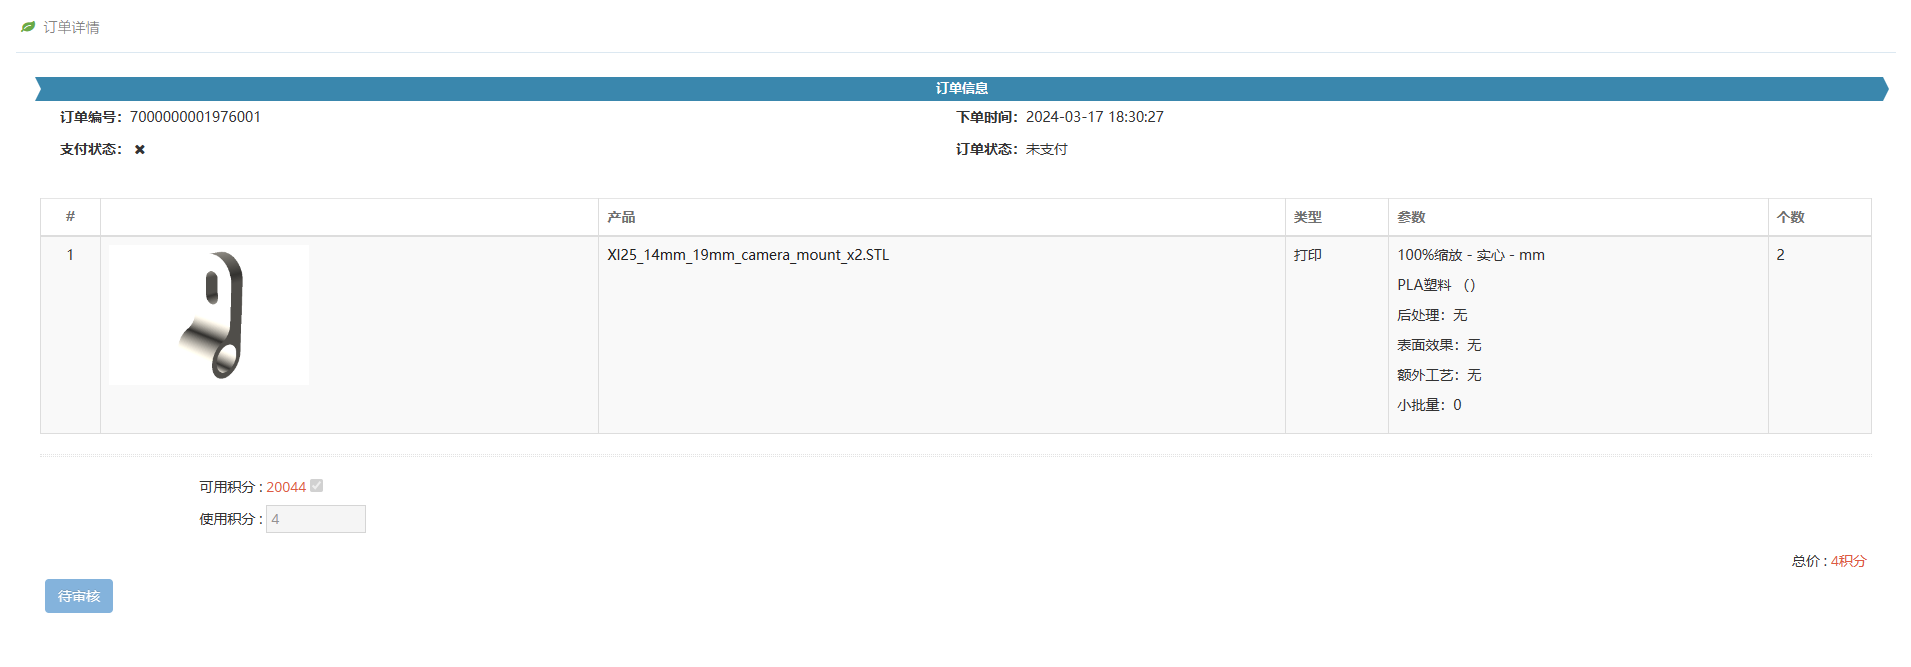 订单详情
订单信息
订单编号：7000000001976001
下单时间：2024-03-17 18:30:27
支付状态：✖
订单状态：未支付
# 产品 类型 参数 个数
1 XI25_14mm_19mm_camera_mount_x2.STL 打印 100%缩放 - 实心 - mm 2
PLA塑料 （）
后处理：无
表面效果：无
额外工艺：无
小批量：0
可用积分 : 20044
使用积分 : 4
总价 : 4积分
待审核